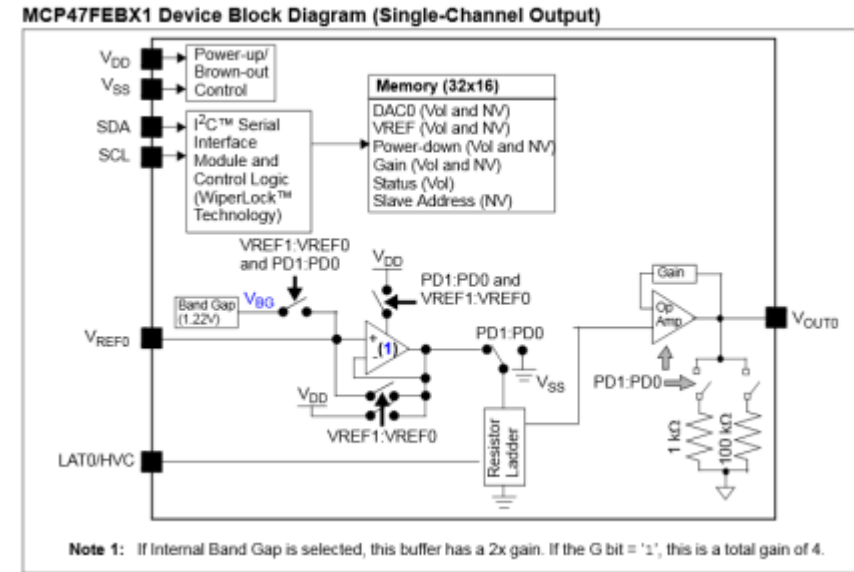 MCP47FEBX1 Device Block Diagram (Single-Channel Output)
VDD
VSS
Power-up/
Brown-out
Control
SDA
SCL
I2C™ Serial
Interface
Module and
Control Logic
(WiperLock™
Technology)
Memory (32x16)
DAC0 (Vol and NV)
VREF (Vol and NV)
Power-down (Vol and NV)
Gain (Vol and NV)
Status (Vol)
Slave Address (NV)
VREF1:VREF0
and PD1:PD0
VDD
PD1:PD0 and
VREF1:VREF0
Band Gap
(1.22V)
VBG
VREF0
+
-
(1)
PD1:PD0
VSS
VDD
VREF1:VREF0
Gain
Op
Amp
VOUT0
PD1:PD0
1 kΩ
100 kΩ
LAT0/HVC
Resistor
Ladder
Note 1: If Internal Band Gap is selected, this buffer has a 2x gain. If the G bit = '1', this is a total gain of 4.